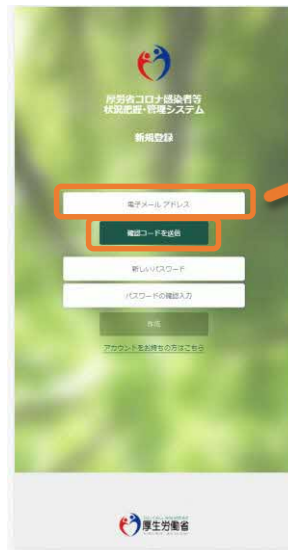 厚労省コロナ感染者等
状況把握・管理システム
新規登録
電子メール アドレス
確認コードを送信
新しいパスワード
パスワードの確認入力
作成
アカウントをお持ちの方はこちら
厚生労働省